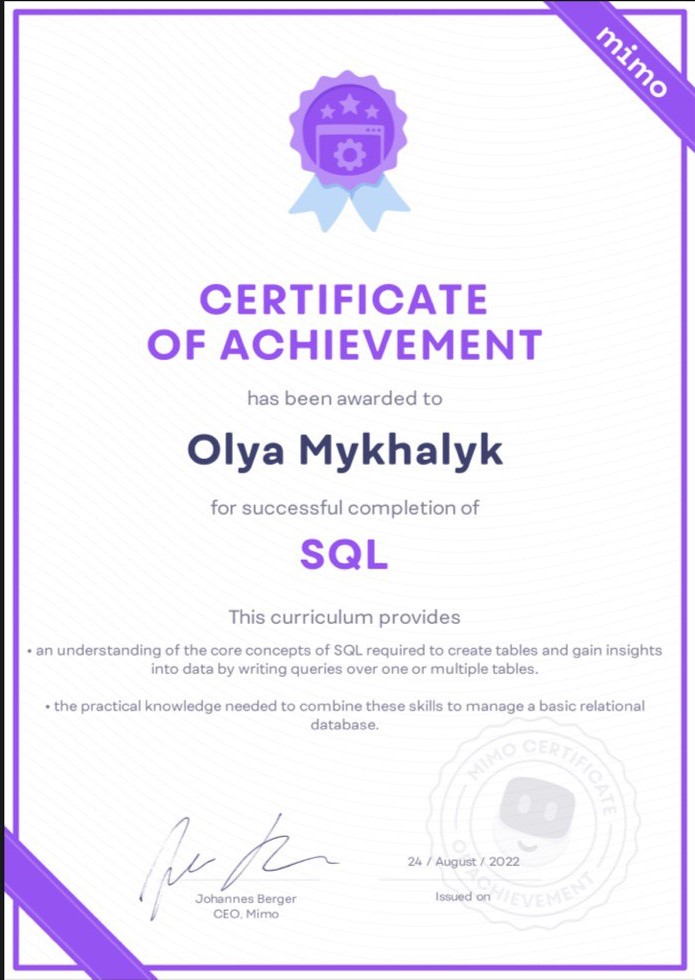 mimo
CERTIFICATE
OF ACHIEVEMENT
has been awarded to
Olya Mykhalyk
for successful completion of
SQL
This curriculum provides
• an understanding of the core concepts of SQL required to create tables and gain insights
into data by writing queries over one or multiple tables.
• the practical knowledge needed to combine these skills to manage a basic relational
database.
MIMO CERTIFICATE
OF ACHIEVEMENT
24 / August / 2022
Johannes Berger
Issued on
CEO, Mimo